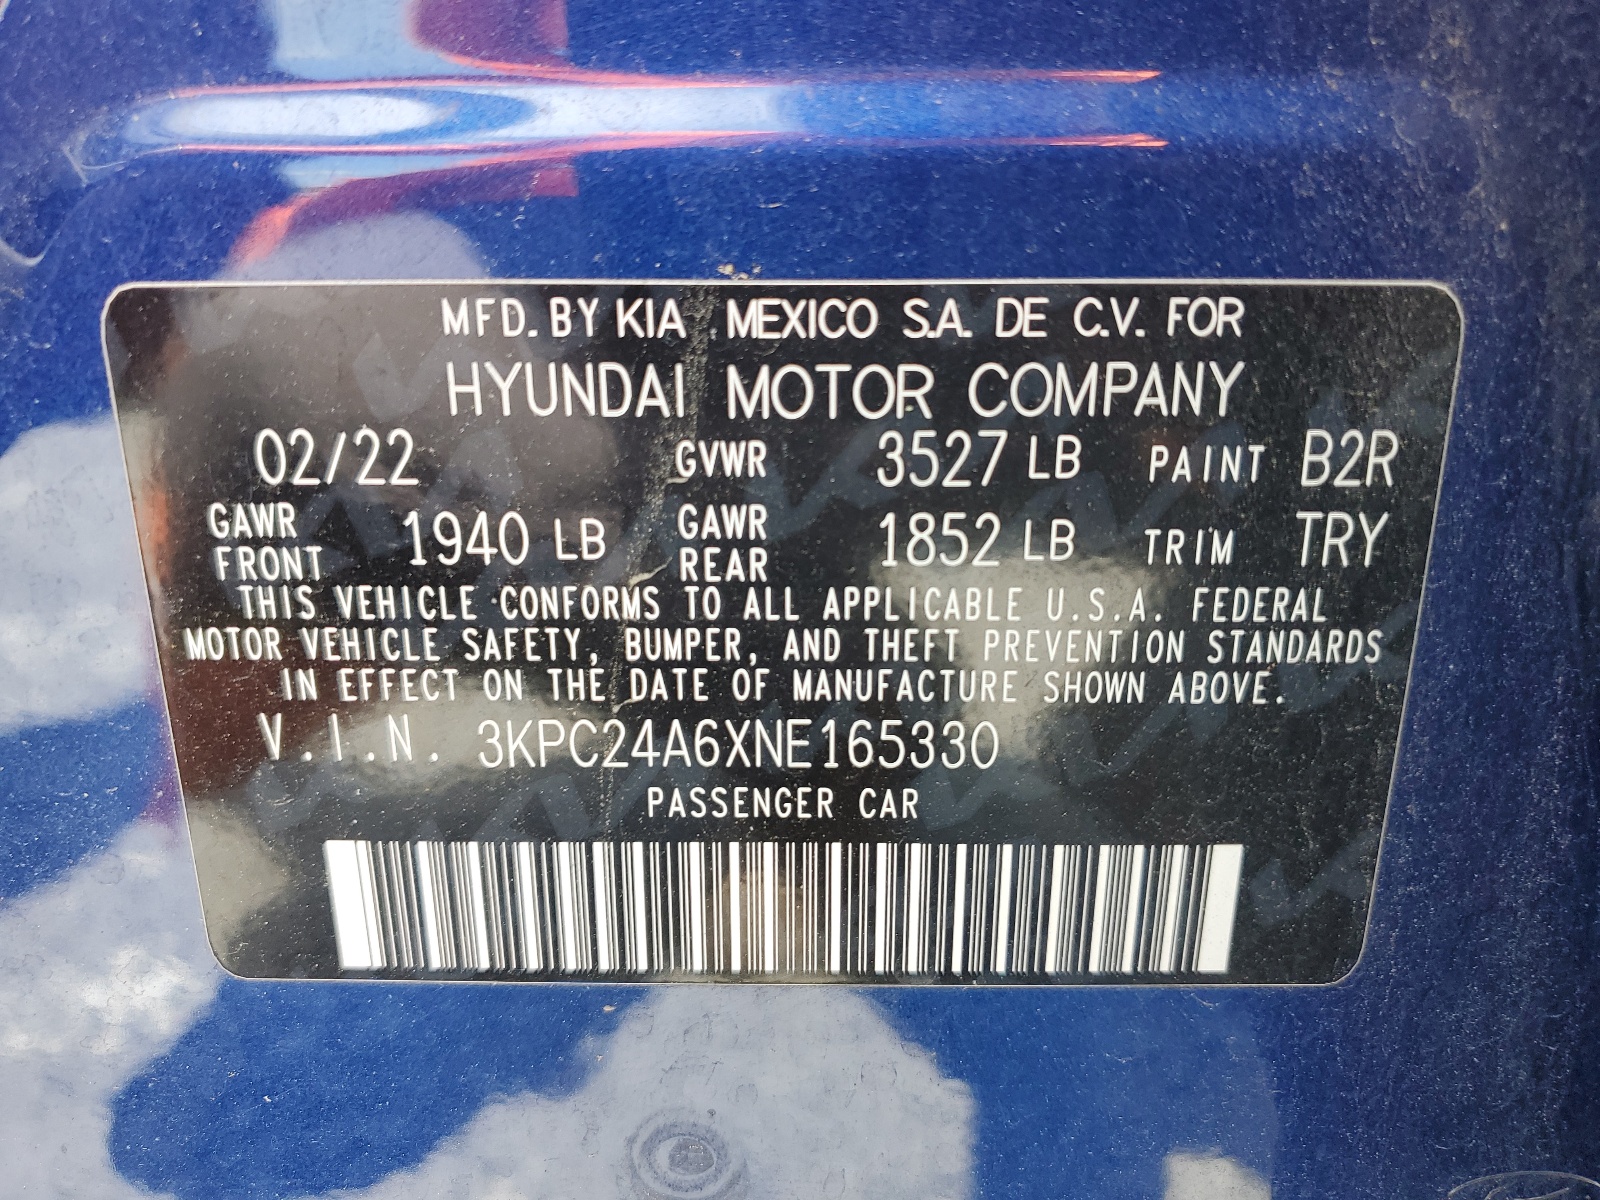 MFD. BY KIA MEXICO S.A. DE C.V. FOR
HYUNDAI MOTOR COMPANY
02/22 GVWR 3527 LB PAINT B2R
GAWR FRONT 1940 LB GAWR REAR 1852 LB TRIM TRY
THIS VEHICLE CONFORMS TO ALL APPLICABLE U.S.A. FEDERAL
MOTOR VEHICLE SAFETY, BUMPER, AND THEFT PREVENTION STANDARDS
IN EFFECT ON THE DATE OF MANUFACTURE SHOWN ABOVE.
V.I.N. 3KPC24A6XNE165330
PASSENGER CAR